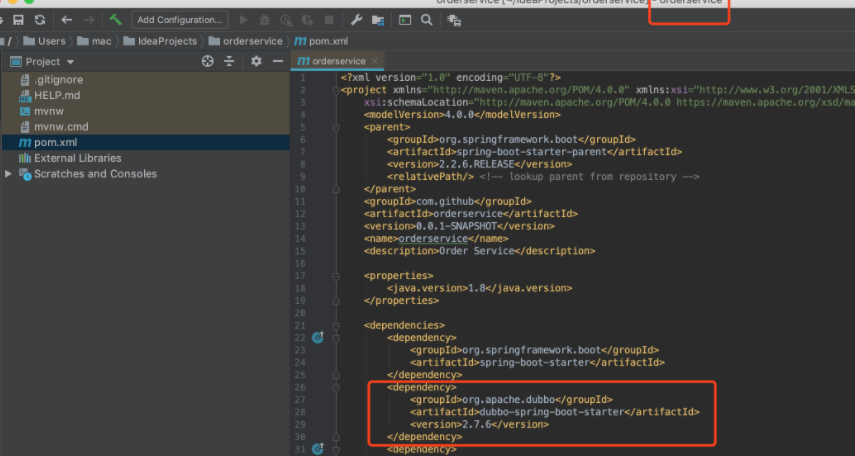 orderservice [~/IdeaProjects/orderservice] - orderservice
Add Configuration...
/ Users mac IdeaProjects orderservice pom.xml
Project
orderservice
.gitignore
HELP.md
mvnw
mvnw.cmd
pom.xml
External Libraries
Scratches and Consoles
1 <?xml version="1.0" encoding="UTF-8"?>
2 <project xmlns="http://maven.apache.org/POM/4.0.0" xmlns:xsi="http://www.w3.org/2001/XMLS
3 xsi:schemaLocation="http://maven.apache.org/POM/4.0.0 https://maven.apache.org/xsd/ma
4 <modelVersion>4.0.0</modelVersion>
5 <parent>
6 <groupId>org.springframework.boot</groupId>
7 <artifactId>spring-boot-starter-parent</artifactId>
8 <version>2.2.6.RELEASE</version>
9 <relativePath/> <!-- lookup parent from repository -->
10 </parent>
11 <groupId>com.github</groupId>
12 <artifactId>orderservice</artifactId>
13 <version>0.0.1-SNAPSHOT</version>
14 <name>orderservice</name>
15 <description>Order Service</description>
16
17 <properties>
18 <java.version>1.8</java.version>
19 </properties>
20
21 <dependencies>
22 <dependency>
23 <groupId>org.springframework.boot</groupId>
24 <artifactId>spring-boot-starter</artifactId>
25 </dependency>
26 <dependency>
27 <groupId>org.apache.dubbo</groupId>
28 <artifactId>dubbo-spring-boot-starter</artifactId>
29 <version>2.7.6</version>
30 </dependency>
31 <dependency>